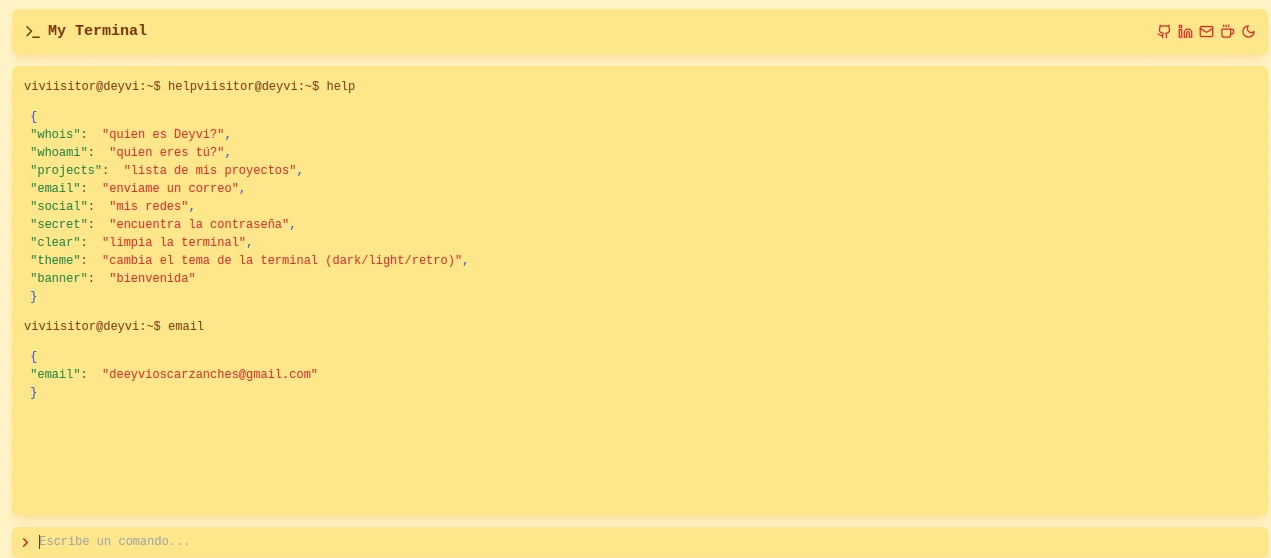 My Terminal
viviisitor@deyvi:~$ helpviisitor@deyvi:~$ help
{
"whois": "quien es Deyvi?",
"whoami": "quien eres tú?",
"projects": "lista de mis proyectos",
"email": "enviame un correo",
"social": "mis redes",
"secret": "encuentra la contraseña",
"clear": "limpia la terminal",
"theme": "cambia el tema de la terminal (dark/light/retro)",
"banner": "bienvenida"
}
viviisitor@deyvi:~$ email
{
"email": "deeyvioscarzanches@gmail.com"
}
Escribe un comando...